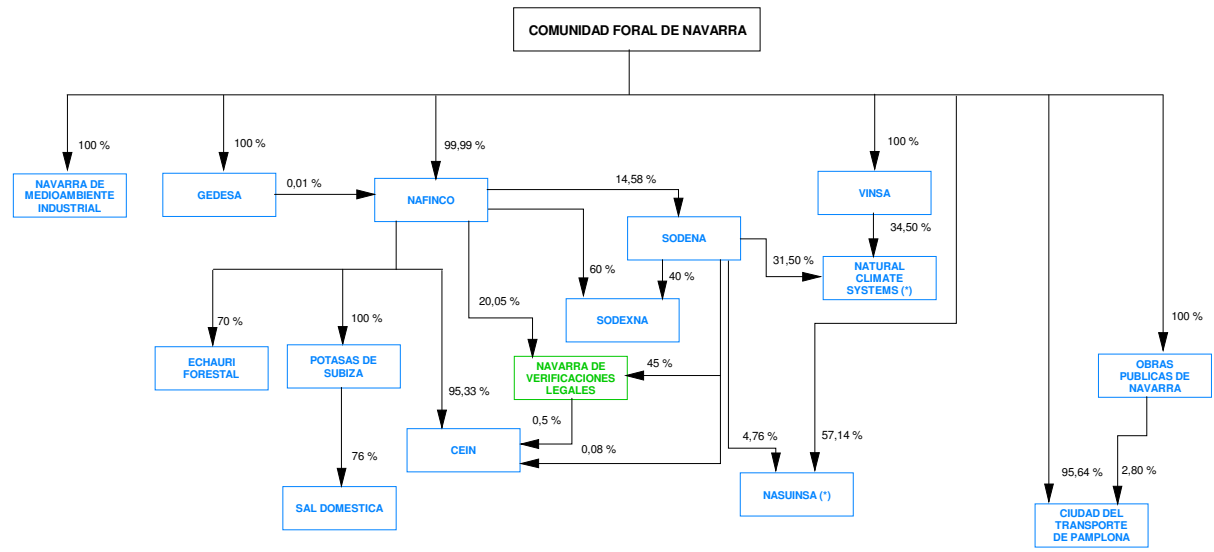 COMUNIDAD FORAL DE NAVARRA
100 %
100 %
99,99 %
100 %
NAVARRA DE
MEDIOAMBIENTE
INDUSTRIAL
GEDESA
0,01 %
NAFINCO
14,58 %
VINSA
SODENA
34,50 %
31,50 %
NATURAL
CLIMATE
SYSTEMS (*)
60 %
40 %
SODEXNA
20,05 %
70 %
100 %
100 %
ECHAURI
FORESTAL
POTASAS DE
SUBIZA
NAVARRA DE
VERIFICACIONES
LEGALES
45 %
OBRAS
PUBLICAS DE
NAVARRA
95,33 %
0,5 %
CEIN
0,08 %
4,76 %
57,14 %
76 %
95,64 %
2,80 %
SAL DOMESTICA
NASUINSA (*)
CIUDAD DEL
TRANSPORTE
DE PAMPLONA